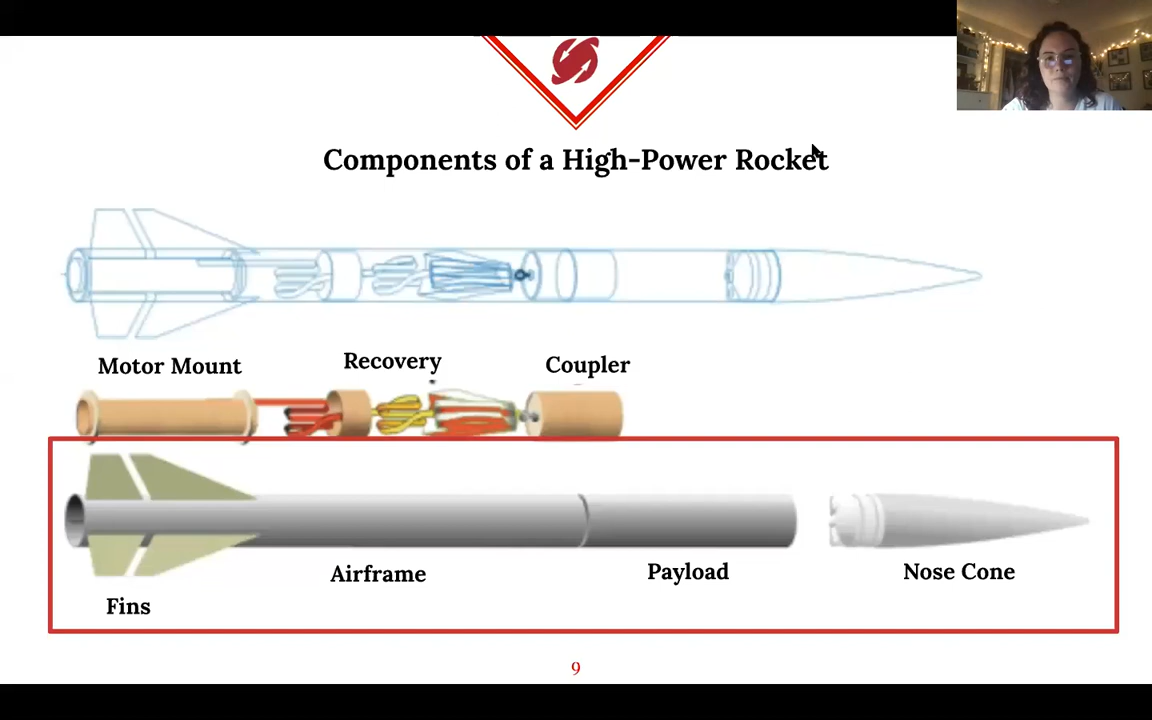 Components of a High-Power Rocket
Motor Mount
Recovery
Coupler
Airframe
Payload
Nose Cone
Fins
9